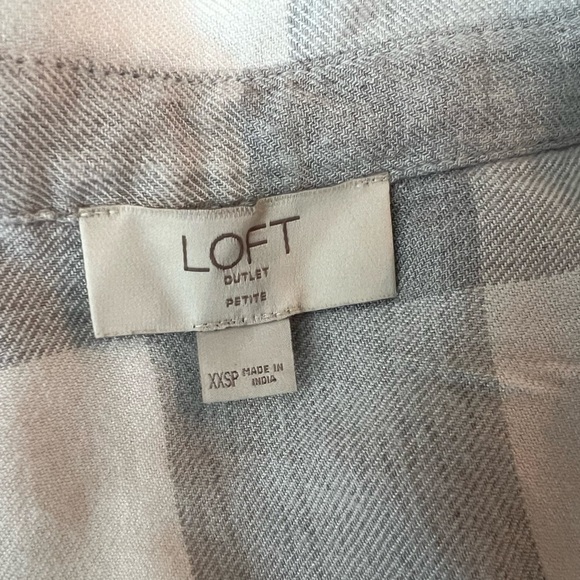 LOFT
OUTLET
PETITE
XXSP MADE IN
INDIA